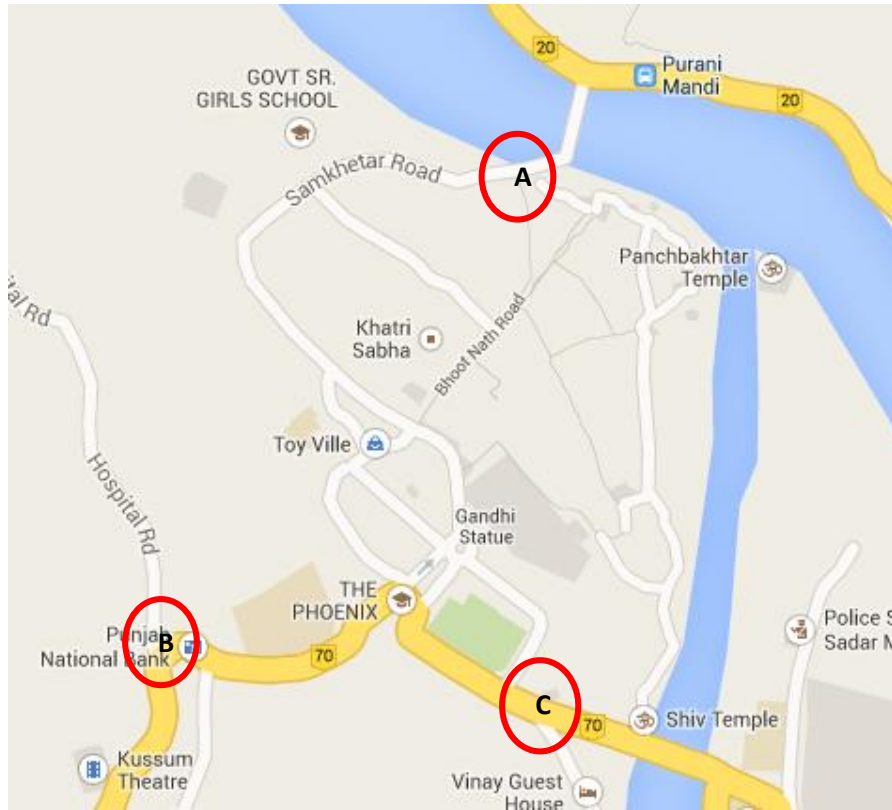 20
Purani
Mandi
20
GOVT SR.
GIRLS SCHOOL
A
Samkhetar Road
Panchbakhtar
Temple
Khatri
Sabha
Bhoot Nath Road
Rd
Toy Ville
Hospital Rd
Gandhi
Statue
THE
PHOENIX
B
Punjab
National Bank
70
Police S
Sadar M
C
70
Shiv Temple
Kussum
Theatre
Vinay Guest
House